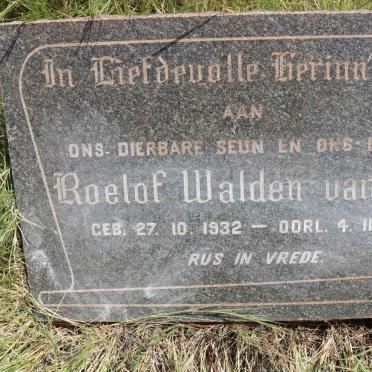 In Liefdevolle Herinn
AAN
ONS DIERBARE SEUN EN ONS
Roelof Walden van
GEB. 27. 10. 1932 — OORL. 4. 11
RUS IN VREDE.